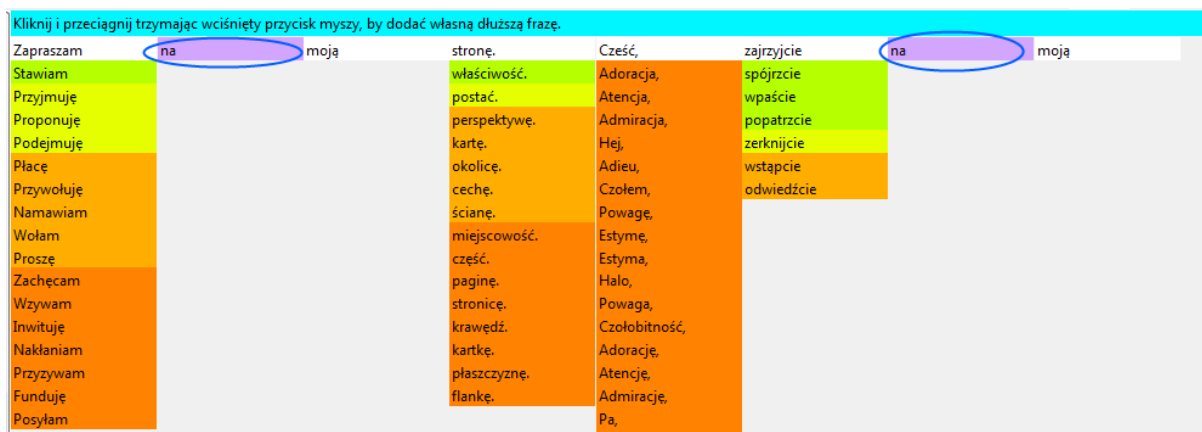 Kliknij i przeciągnij trzymając wciśnięty przycisk myszy, by dodać własną dłuższą frazę.
Zapraszam na moją stronę. Cześć, zajrzyjcie na moją
Stawiam właściwość. Adoracja, spójrzcie
Przyjmuję postać. Atencja, wpaście
Proponuję perspektywę. Admiracja, popatrzcie
Podejmuję kartę. Hej, zerknijcie
Płacę okolicę. Adieu, wstąpcie
Przywołuję cechę. Czołem, odwiedźcie
Namawiam ścianę. Powagę,
Wołam miejscowość. Estymę,
Proszę część. Estyma,
Zachęcam paginę. Halo,
Wzywam stronicę. Powaga,
Inwituję krawędź. Czołobitność,
Nakłaniam kartkę. Adorację,
Przyzywam płaszczyznę. Atencję,
Funduję flankę. Admirację,
Posyłam Pa,